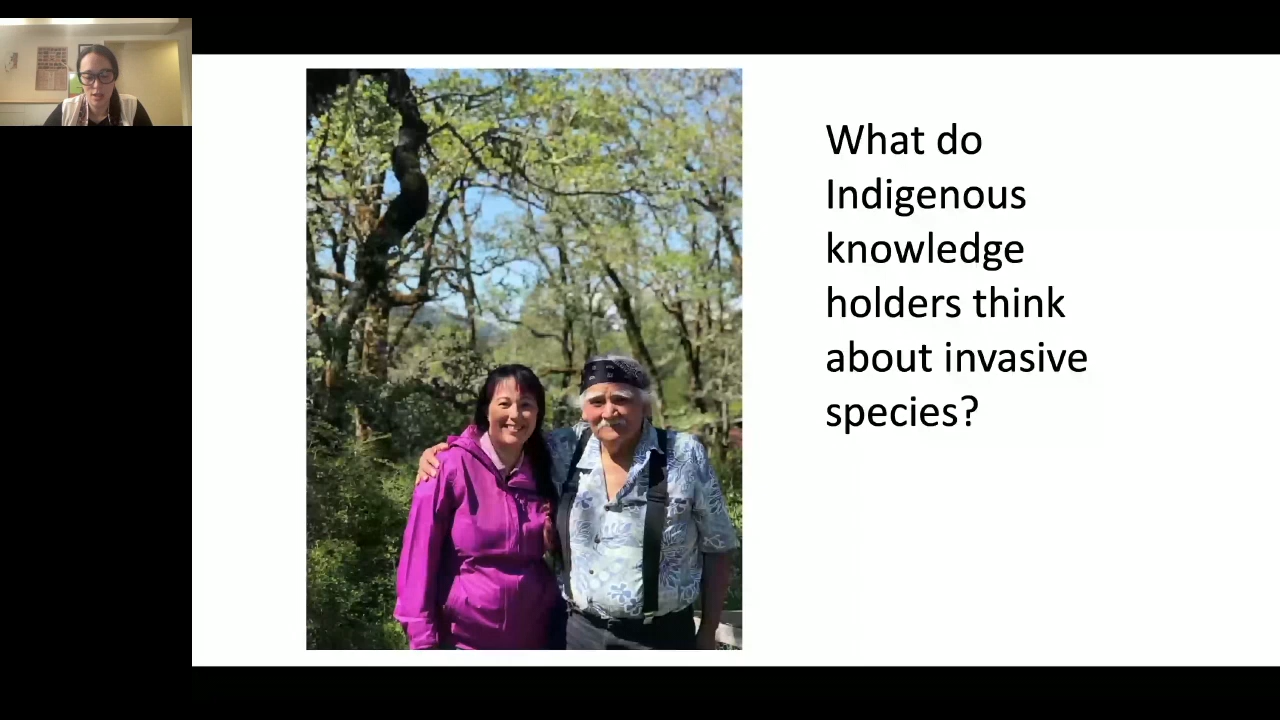 What do
Indigenous
knowledge
holders think
about invasive
species?